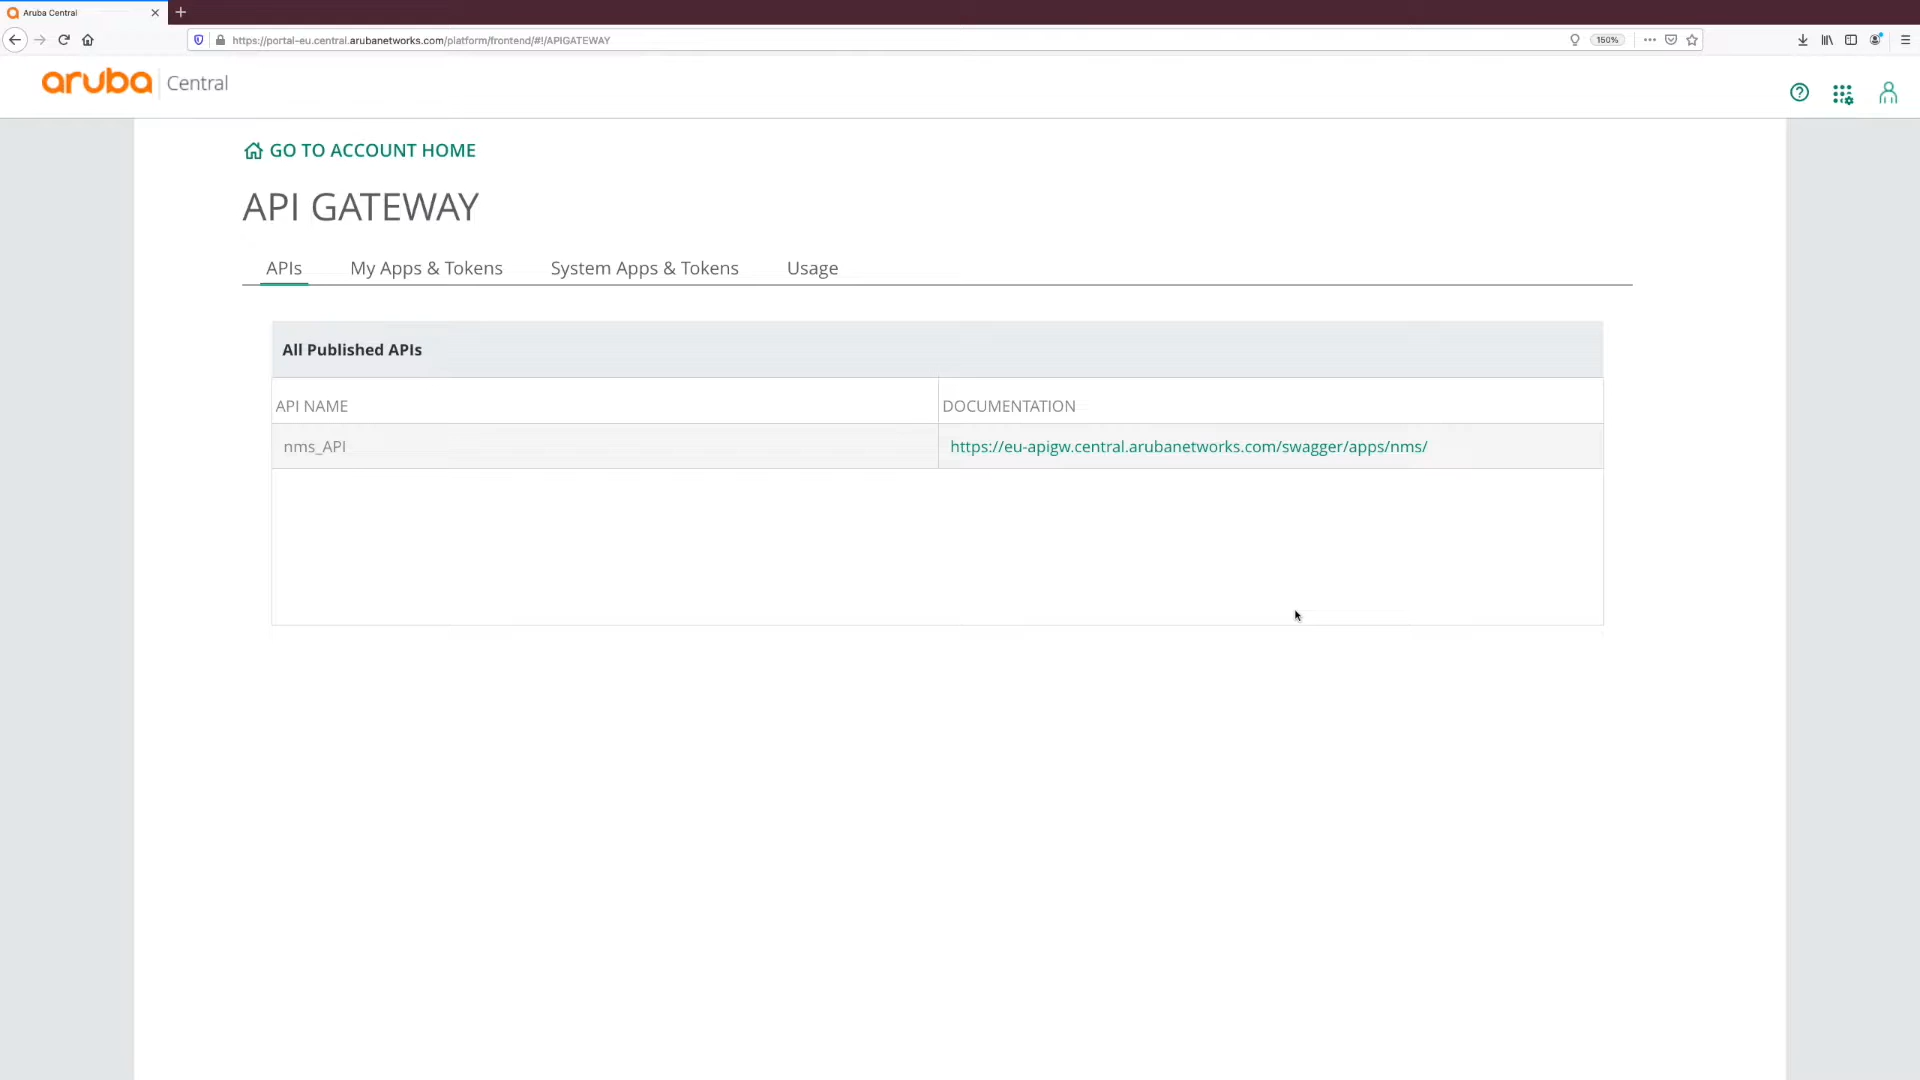 Aruba Central
https://portal-eu.central.arubanetworks.com/platform/frontend/#!/APIGATEWAY
150%
aruba Central
GO TO ACCOUNT HOME
API GATEWAY
APIs My Apps & Tokens System Apps & Tokens Usage
All Published APIs
API NAME DOCUMENTATION
nms_API https://eu-apigw.central.arubanetworks.com/swagger/apps/nms/